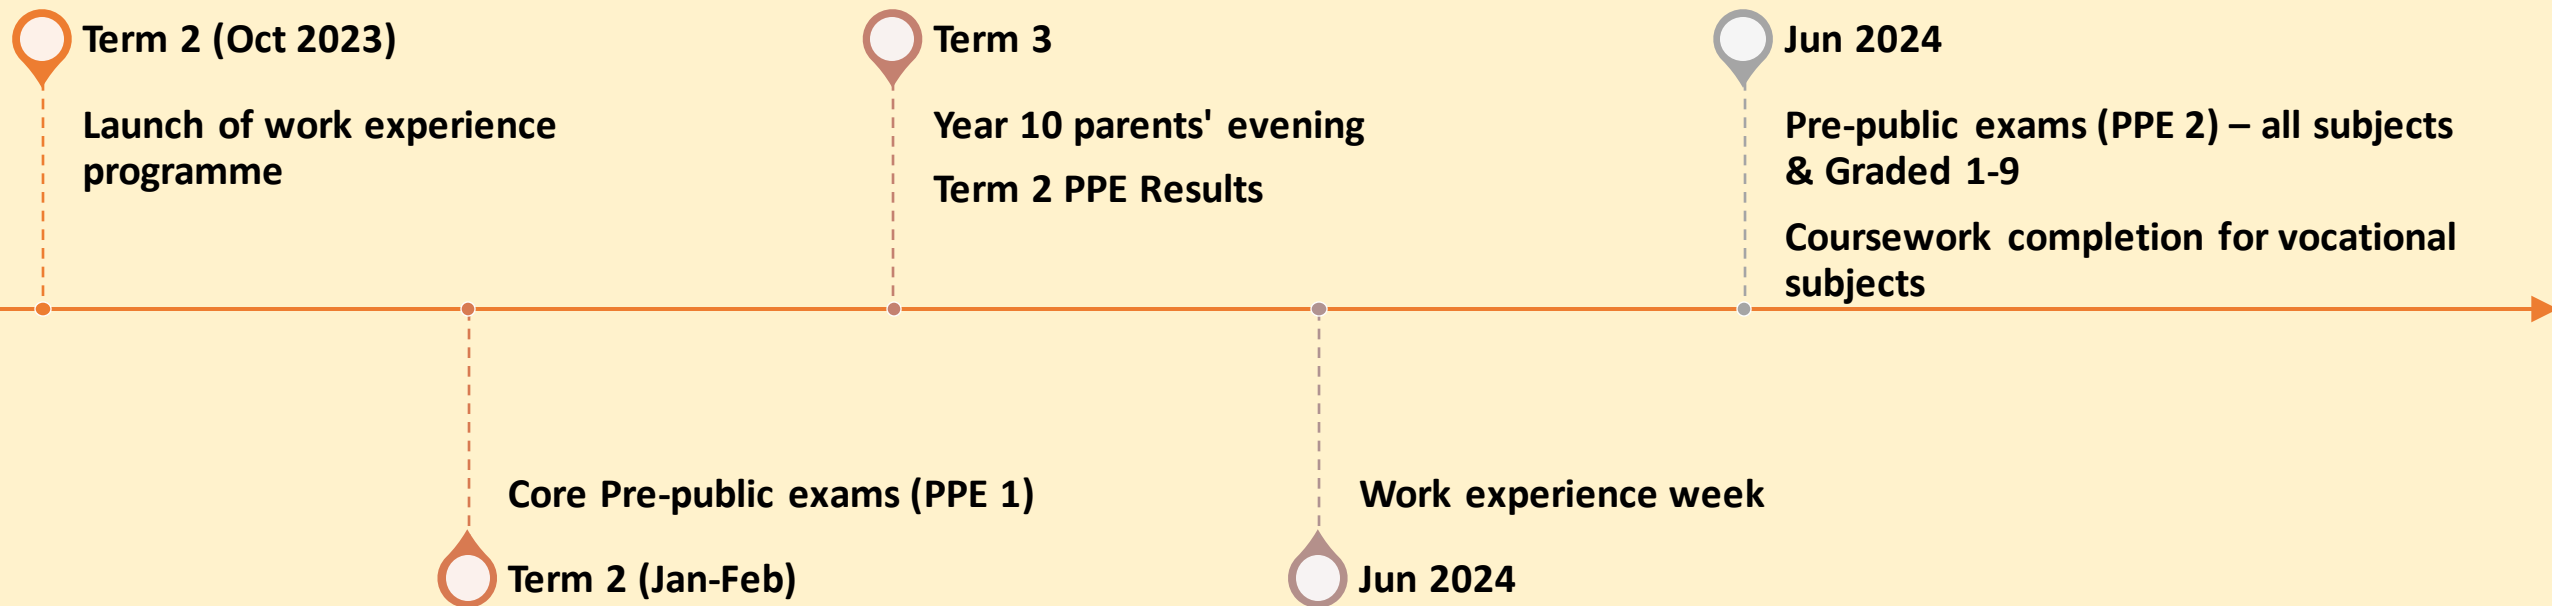 Term 2 (Oct 2023)
Launch of work experience
programme
Core Pre-public exams (PPE 1)
Term 2 (Jan-Feb)
Term 3
Year 10 parents' evening
Term 2 PPE Results
Work experience week
Jun 2024
Jun 2024
Pre-public exams (PPE 2) – all subjects
& Graded 1-9
Coursework completion for vocational
subjects